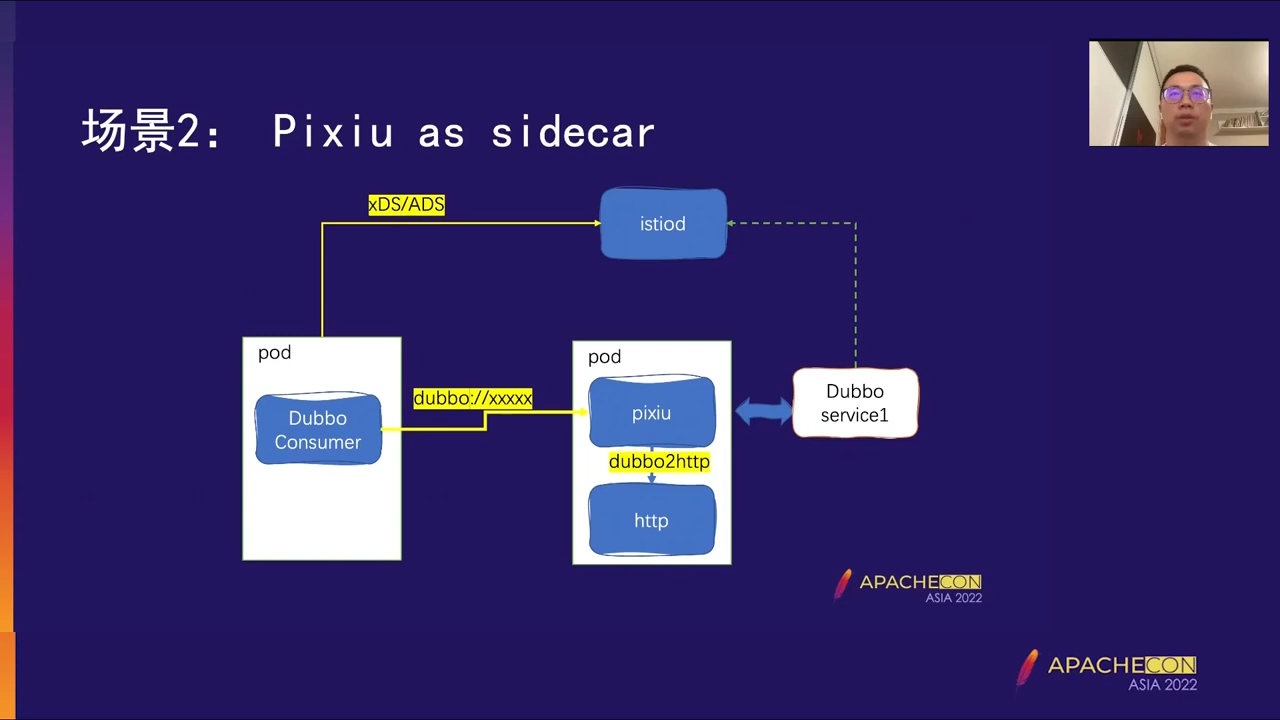 场景2： Pixiu as sidecar
xDS/ADS
istiod
pod
Dubbo
Consumer
dubbo://xxxxx
pod
pixiu
dubbo2http
http
Dubbo
service1
APACHECON
ASIA 2022
APACHECON
ASIA 2022